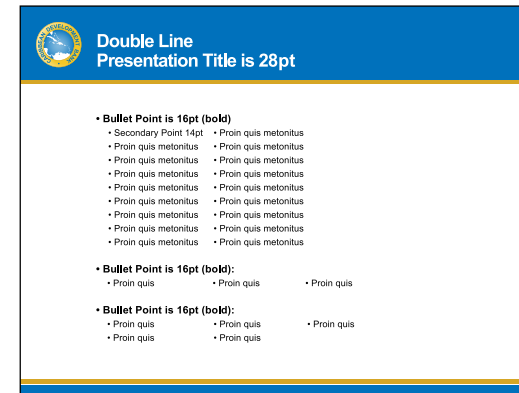 CARIBBEAN DEVELOPMENT BANK
Double Line
Presentation Title is 28pt
• Bullet Point is 16pt (bold)
• Secondary Point 14pt • Proin quis metonitus
• Proin quis metonitus • Proin quis metonitus
• Proin quis metonitus • Proin quis metonitus
• Proin quis metonitus • Proin quis metonitus
• Proin quis metonitus • Proin quis metonitus
• Proin quis metonitus • Proin quis metonitus
• Proin quis metonitus • Proin quis metonitus
• Proin quis metonitus • Proin quis metonitus
• Proin quis metonitus • Proin quis metonitus
• Bullet Point is 16pt (bold):
• Proin quis • Proin quis • Proin quis
• Bullet Point is 16pt (bold):
• Proin quis • Proin quis • Proin quis
• Proin quis • Proin quis